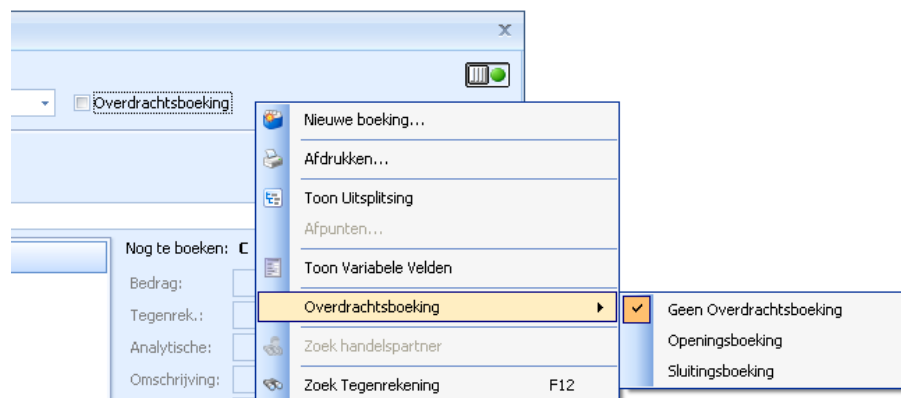 Overdrachtsboeking
Nieuwe boeking...
Afdrukken...
Toon Uitsplitsing
Afpunten...
Nog te boeken: C
Toon Variabele Velden
Bedrag:
Overdrachtsboeking
Geen Overdrachtsboeking
Tegenrek.:
Openingsboeking
Analytische:
Zoek handelspartner
Sluitingsboeking
Omschrijving:
Zoek Tegenrekening F12